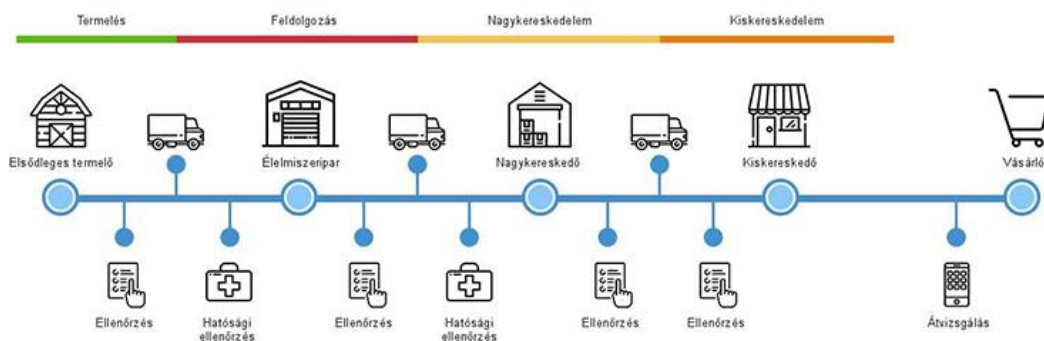 Termelés
Feldolgozás
Nagykereskedelem
Kiskereskedelem
Elsődleges termelő
Élelmiszeripar
Nagykereskedő
Kiskereskedő
Vásárló
Ellenőrzés
Hatósági
ellenőrzés
Ellenőrzés
Hatósági
ellenőrzés
Ellenőrzés
Ellenőrzés
Átvizsgálás